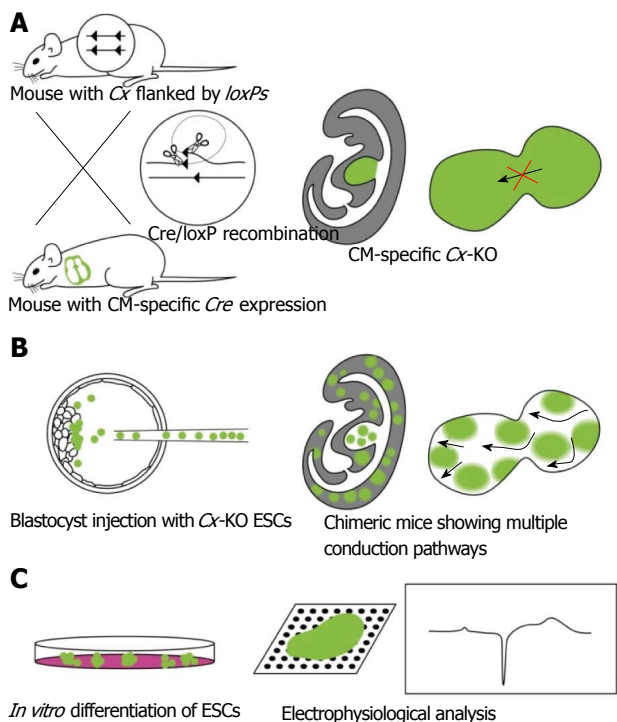 A
Mouse with Cx flanked by loxPs
Cre/loxP recombination
CM-specific Cx-KO
Mouse with CM-specific Cre expression
B
Blastocyst injection with Cx-KO ESCs
Chimeric mice showing multiple
conduction pathways
C
In vitro differentiation of ESCs
Electrophysiological analysis